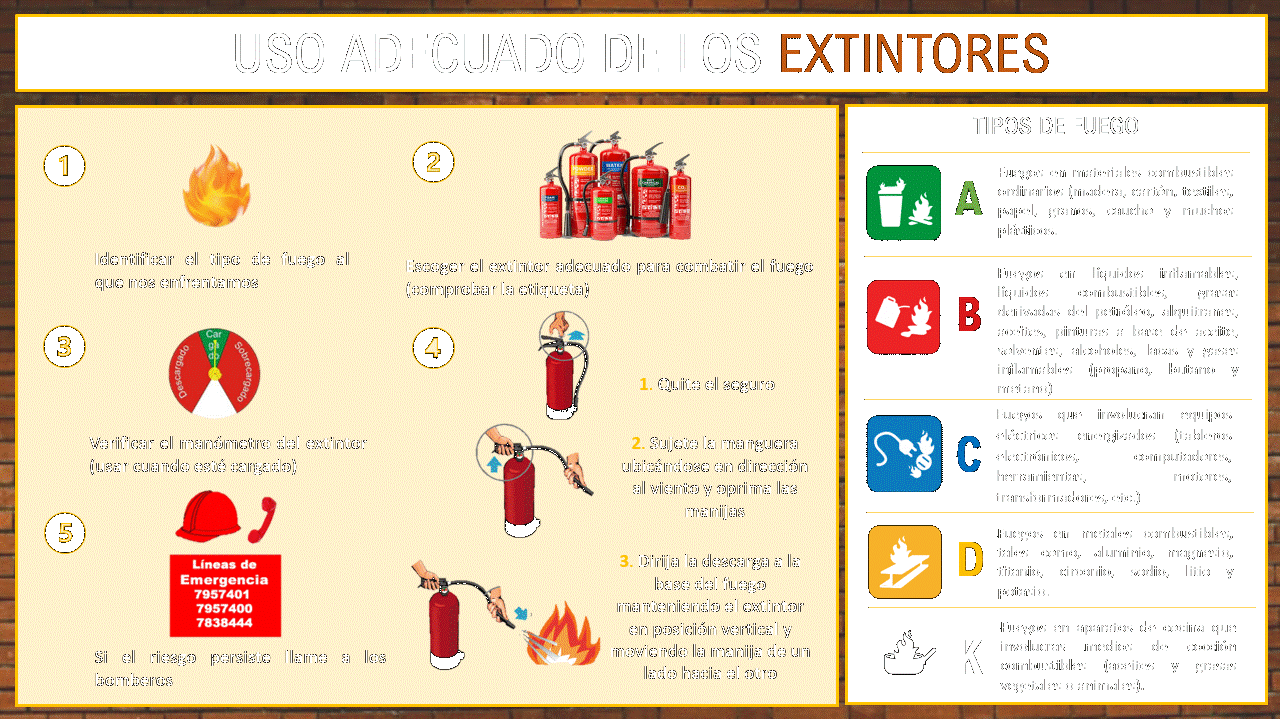 USO ADECUADO DE LOS EXTINTORES
1
Identificar el tipo de fuego al
que nos enfrentamos
2
Escoger el extintor adecuado para combatir el fuego
(comprobar la etiqueta)
3
Descargado
Car
ga
do
Sobrecargado
Verificar el manómetro del extintor
(usar cuando esté cargado)
4
1. Quite el seguro
2. Sujete la manguera
ubicándose en dirección
al viento y oprima las
manijas
3. Dirija la descarga a la
base del fuego
manteniendo el extintor
en posición vertical y
moviendo la manija de un
lado hacia el otro
5
Líneas de
Emergencia
7957401
7957400
7838444
Si el riesgo persiste llame a los
bomberos
TIPOS DE FUEGO
A
Fuegos en materiales combustibles
ordinarios cartón, textiles,
papel, goma, caucho y muchos
plásticos.
B
Fuegos en líquidos inflamables,
líquidos combustibles, grasas
derivadas del petróleo, alquitranes,
aceites, pinturas a base de aceite,
solventes, alcoholes, lacas y gases
inflamables (propano, butano y
metano)
C
Fuegos que involucran equipos
eléctricos energizados (tableros
electrónicos, computadores,
herramientas, motores,
transformadores, etc.)
D
Fuegos en metales combustibles,
tales como aluminio, magnesio,
titanio, circonio, sodio, litio y
potasio.
K
Fuegos en aparatos de cocina que
involucren medios de cocción
combustible (aceites y grasas
vegetales o animales).